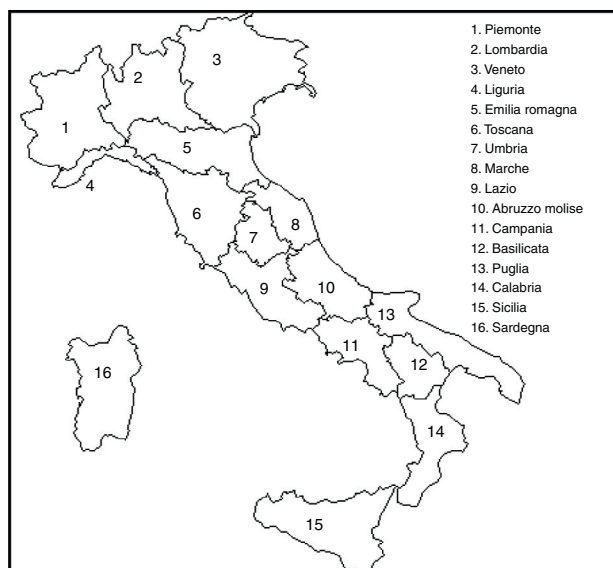 1. Piemonte
2. Lombardia
3. Veneto
4. Liguria
5. Emilia romagna
6. Toscana
7. Umbria
8. Marche
9. Lazio
10. Abruzzo molise
11. Campania
12. Basilicata
13. Puglia
14. Calabria
15. Sicilia
16. Sardegna
3
2
1
5
4
6
8
7
9
10
13
11
12
16
14
15